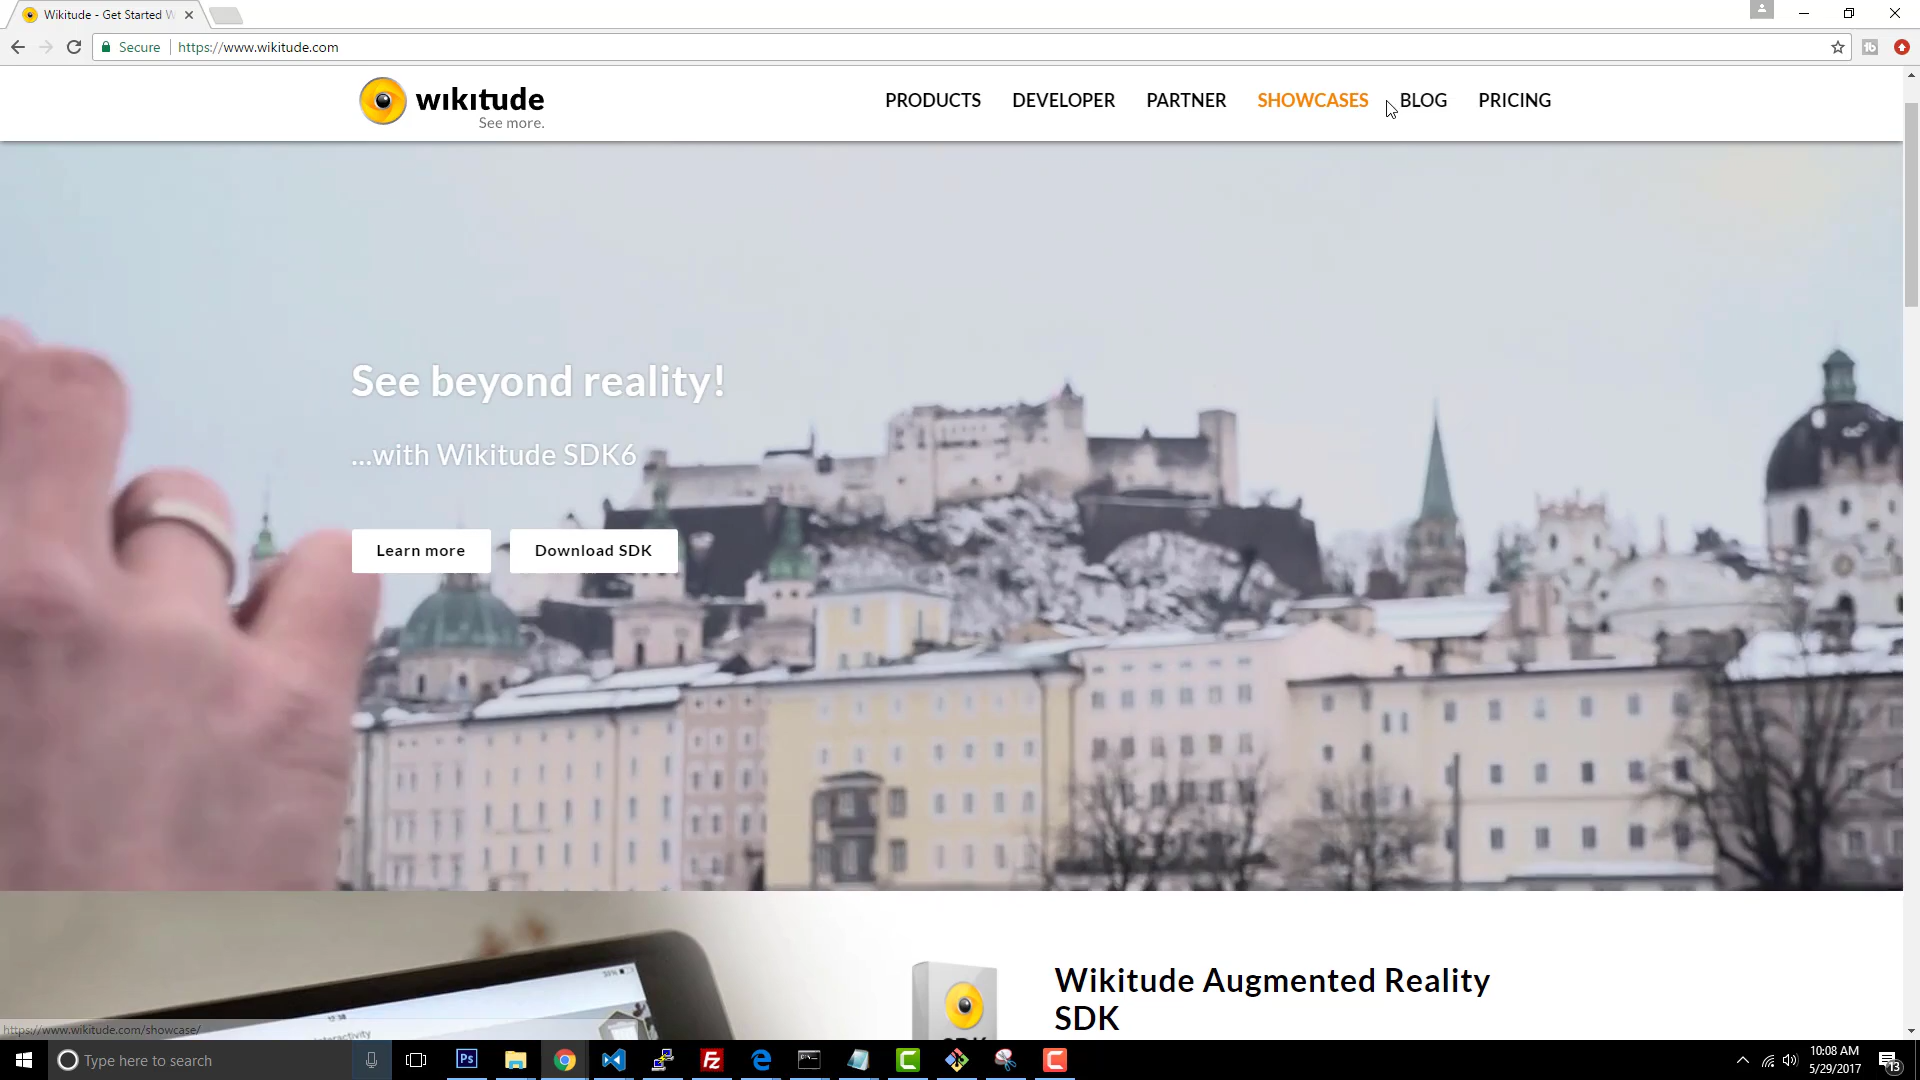 Wikitude - Get Started W
Secure
https://www.wikitude.com
wikitude
See more.
PRODUCTS
DEVELOPER
PARTNER
SHOWCASES
BLOG
PRICING
See beyond reality!
...with Wikitude SDK6
Learn more
Download SDK
Wikitude Augmented Reality
SDK
https://www.wikitude.com/showcase/
Type here to search
Ps
10:08 AM
5/29/2017
13